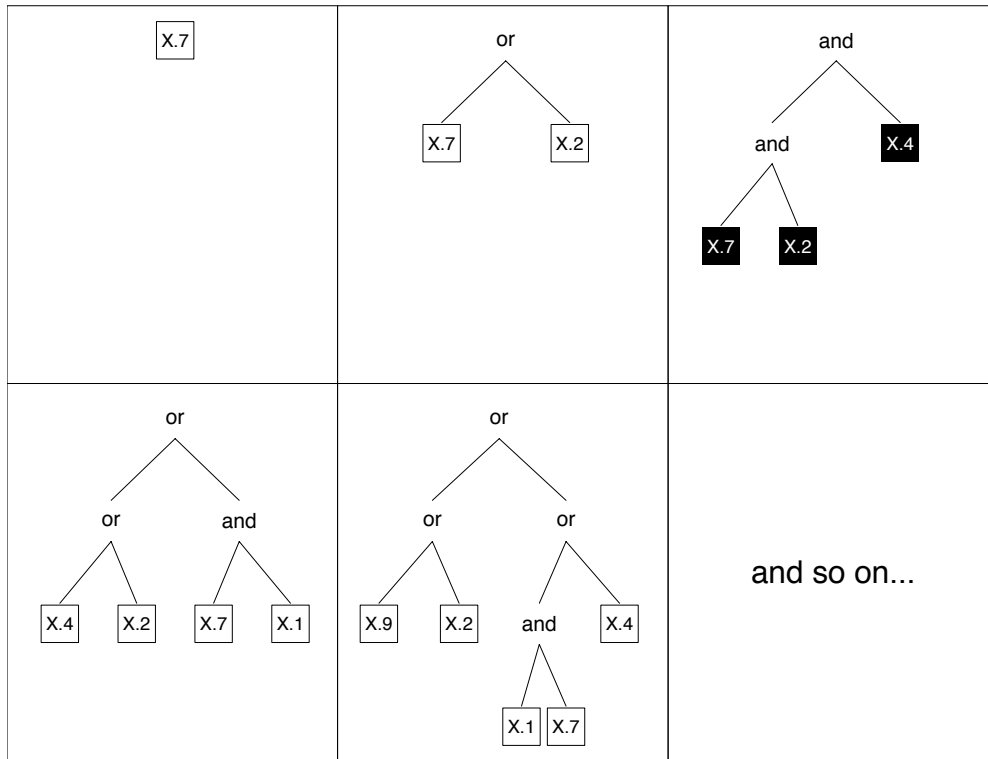 X.7
or
X.7 X.2
and
and X.4
X.7 X.2
or
or and
X.4 X.2 X.7 X.1
or
or or
X.9 X.2 and X.4
X.1 X.7
and so on...